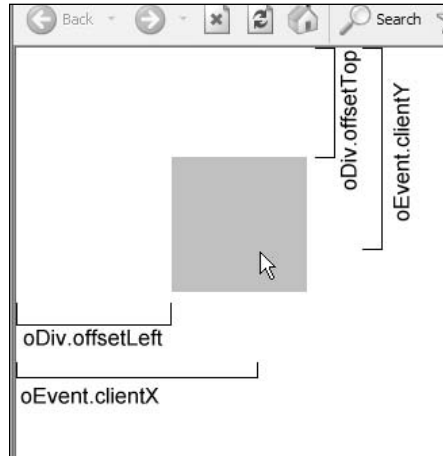 Back
Search
oDiv.offsetTop
oEvent.clientY
oDiv.offsetLeft
oEvent.clientX